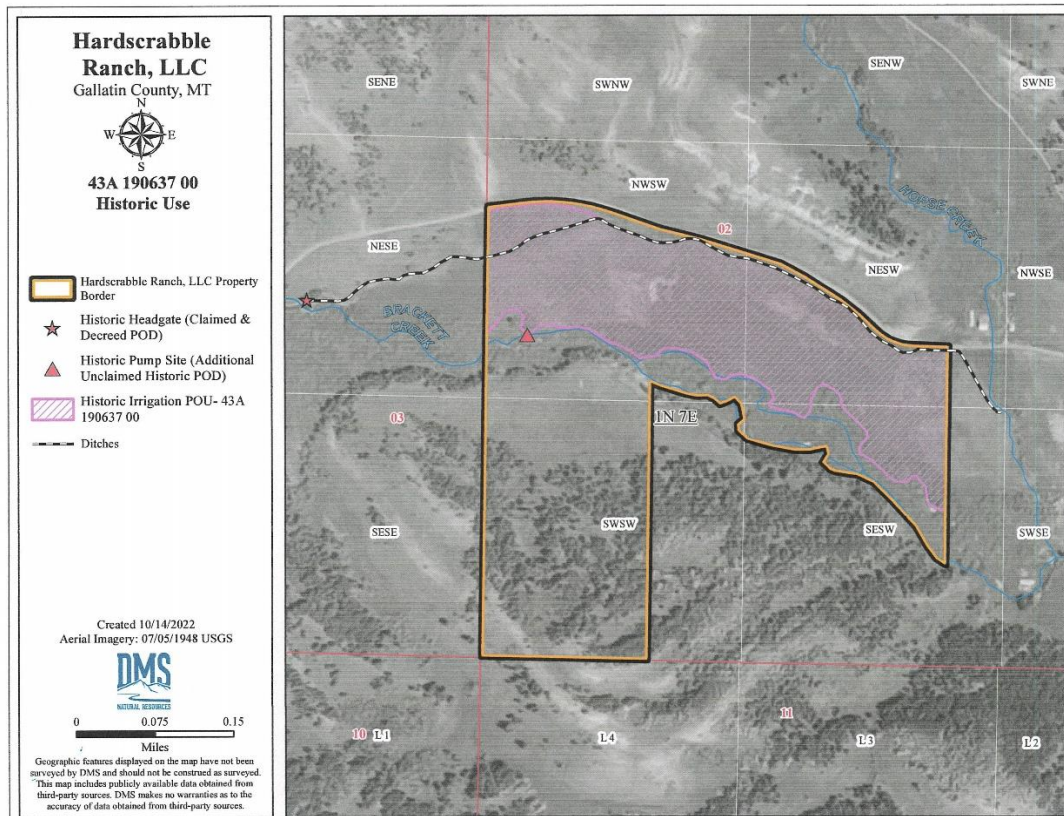 Hardscrabble
Ranch, LLC
Gallatin County, MT
N
W E
S
43A 190637 00
Historic Use
Hardscrabble Ranch, LLC Property
Border
Historic Headgate (Claimed &
Decreed POD)
Historic Pump Site (Additional
Unclaimed Historic POD)
Historic Irrigation POU- 43A
190637 00
Ditches
Created 10/14/2022
Aerial Imagery: 07/05/1948 USGS
DMS
NATURAL RESOURCES
0 0.075 0.15
Miles
Geographic features displayed on the map have not been
surveyed by DMS and should not be construed as surveyed.
This map includes publicly available data obtained from
third-party sources. DMS makes no warranties as to the
accuracy of data obtained from third-party sources.
SENE
SWNW
SENW
SWNE
NWSW
HORSE CREEK
02
NESE
NESW
NWSE
BRACKETT
CREEK
03
1N 7E
SESE
SWSW
SESW
SWSE
10
L1
L4
11
L3
L2